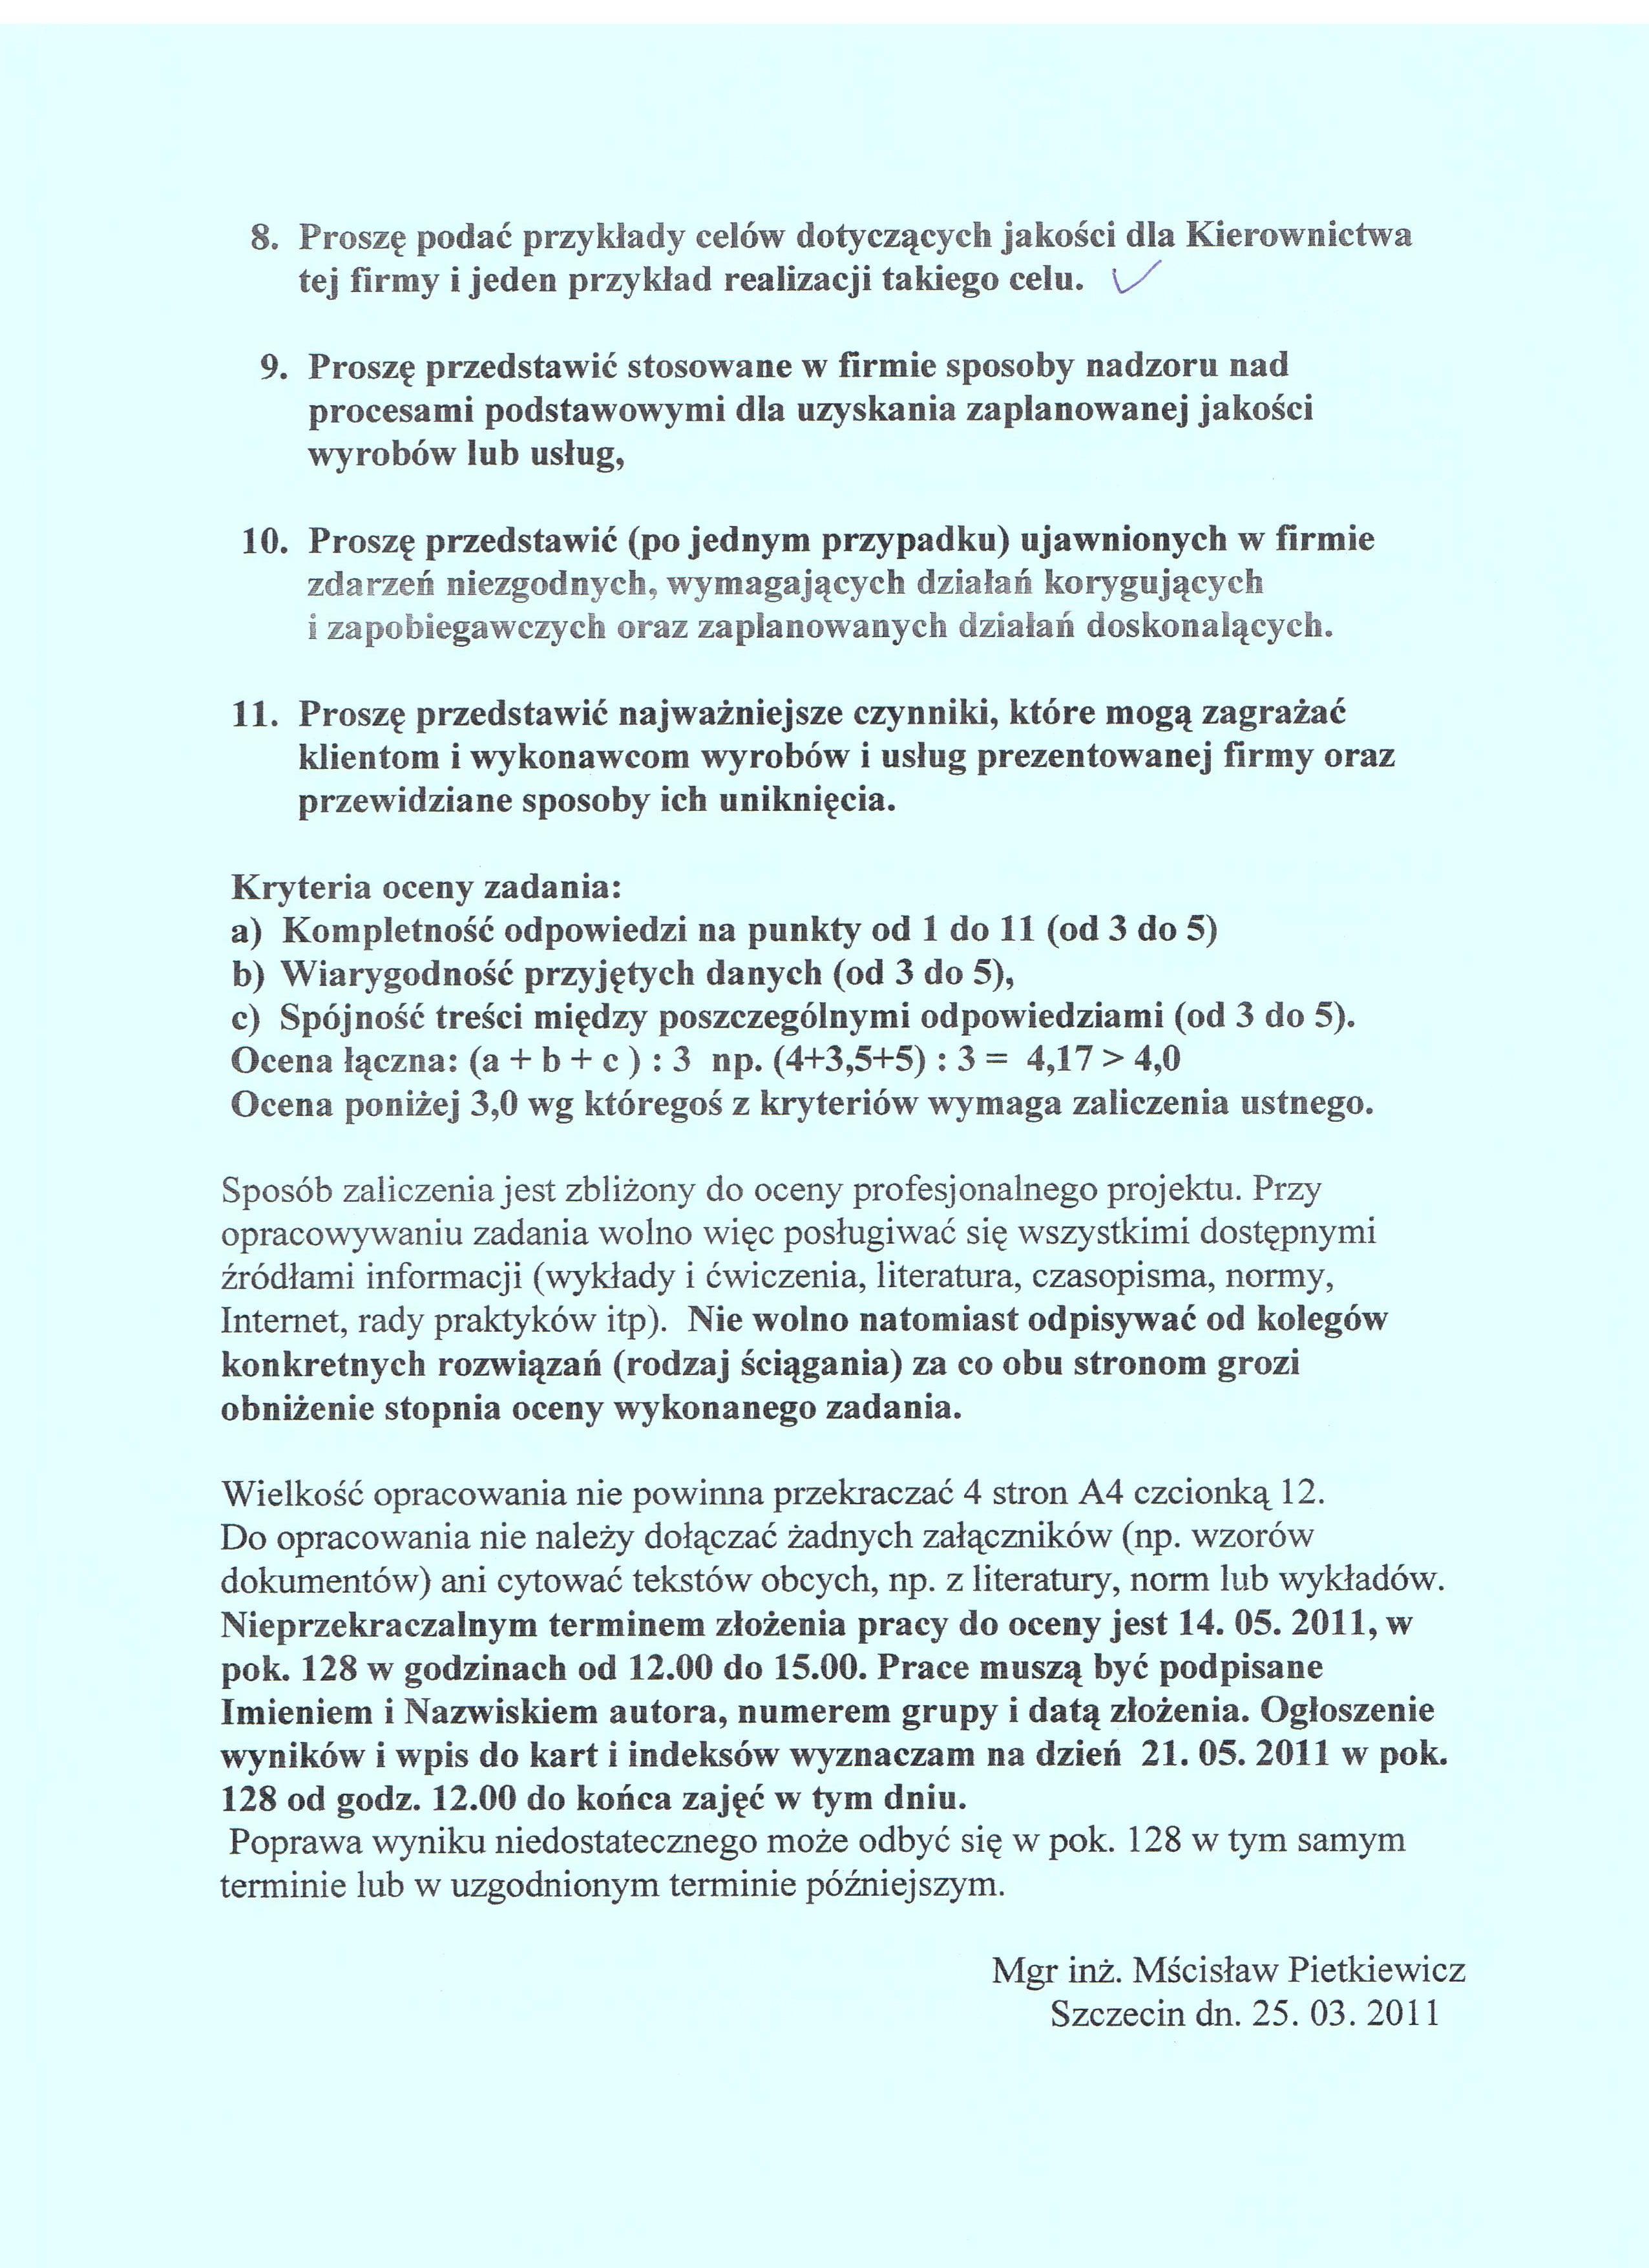 8. Proszę podać przykłady celów dotyczących jakości dla Kierownictwa
tej firmy i jeden przykład realizacji takiego celu.
9. Proszę przedstawić stosowane w firmie sposoby nadzoru nad
procesami podstawowymi dla uzyskania zaplanowanej jakości
wyrobów lub usług,
10. Proszę przedstawić (po jednym przypadku) ujawnionych w firmie
zdarzeń niezgodnych, wymagających działań korygujących
i zapobiegawczych oraz zaplanowanych działań doskonalących.
11. Proszę przedstawić najważniejsze czynniki, które mogą zagrażać
klientom i wykonawcom wyrobów i usług prezentowanej firmy oraz
przewidziane sposoby ich uniknięcia.
Kryteria oceny zadania:
a) Kompletność odpowiedzi na punkty od 1 do 11 (od 3 do 5)
b) Wiarygodność przyjętych danych (od 3 do 5),
c) Spójność treści między poszczególnymi odpowiedziami (od 3 do 5).
Ocena łączna: (a + b + c ) : 3 np. (4+3,5+5) : 3 = 4,17 > 4,0
Ocena poniżej 3,0 wg któregoś z kryteriów wymaga zaliczenia ustnego.
Sposób zaliczenia jest zbliżony do oceny profesjonalnego projektu. Przy
opracowywaniu zadania wolno więc posługiwać się wszystkimi dostępnymi
źródłami informacji (wykłady i ćwiczenia, literatura, czasopisma, normy,
Internet, rady praktyków itp). Nie wolno natomiast odpisywać od kolegów
konkretnych rozwiązań (rodzaj ściągania) za co obu stronom grozi
obniżenie stopnia oceny wykonanego zadania.
Wielkość opracowania nie powinna przekraczać 4 stron A4 czcionką 12.
Do opracowania nie należy dołączać żadnych załączników (np. wzorów
dokumentów) ani cytować tekstów obcych, np. z literatury, norm lub wykładów.
Nieprzekraczalnym terminem złożenia pracy do oceny jest 14. 05. 2011, w
pok. 128 w godzinach od 12.00 do 15.00. Prace muszą być podpisane
Imieniem i Nazwiskiem autora, numerem grupy i datą złożenia. Ogłoszenie
wyników i wpis do kart i indeksów wyznaczam na dzień 21. 05. 2011 w pok.
128 od godz. 12.00 do końca zajęć w tym dniu.
Poprawa wyniku niedostatecznego może odbyć się w pok. 128 w tym samym
terminie lub w uzgodnionym terminie późniejszym.
Mgr inż. Mścisław Pietkiewicz
Szczecin dn. 25. 03. 2011